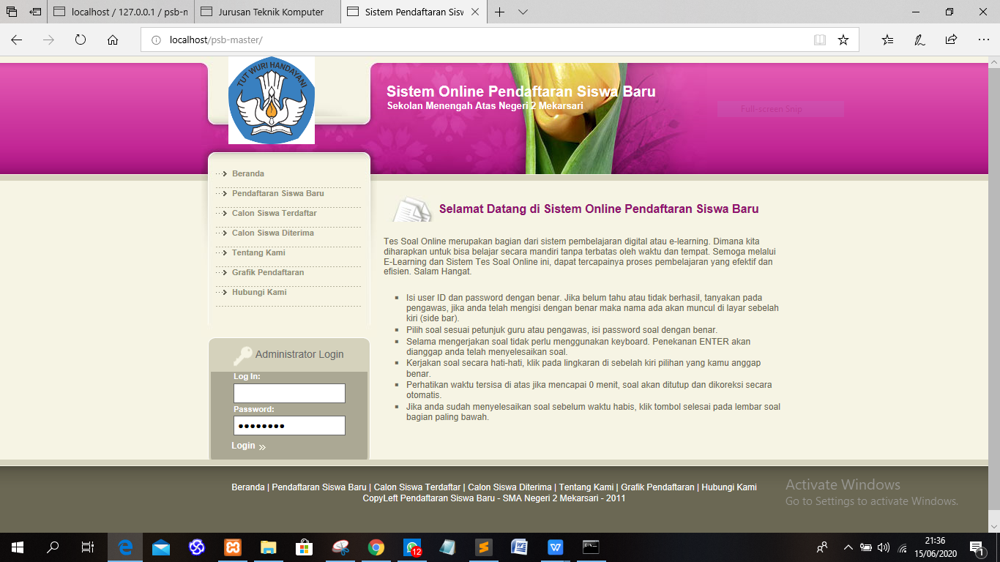 localhost / 127.0.0.1 / psb-m
Jurusan Teknik Komputer
Sistem Pendaftaran Sisw
localhost/psb-master/
TUT WURI HANDAYANI
Sistem Online Pendaftaran Siswa Baru
Sekolan Menengah Atas Negeri 2 Mekarsari
Full-screen Snip
Beranda
Pendaftaran Siswa Baru
Calon Siswa Terdaftar
Calon Siswa Diterima
Tentang Kami
Grafik Pendaftaran
Hubungi Kami
Administrator Login
Log In:
Password:
Login
Selamat Datang di Sistem Online Pendaftaran Siswa Baru
Tes Soal Online merupakan bagian dari sistem pembelajaran digital atau e-learning. Dimana kita
diharapkan untuk bisa belajar secara mandiri tanpa terbatas oleh waktu dan tempat. Semoga melalui
E-Learning dan Sistem Tes Soal Online ini, dapat tercapainya proses pembelajaran yang efektif dan
efisien. Salam Hangat.
Isi user ID dan password dengan benar. Jika belum tahu atau tidak berhasil, tanyakan pada
pengawas, jika anda telah mengisi dengan benar maka nama ada akan muncul di layar sebelah
kiri (side bar).
Pilih soal sesuai petunjuk guru atau pengawas, isi password soal dengan benar.
Selama mengerjakan soal tidak perlu menggunakan keyboard. Penekanan ENTER akan
dianggap anda telah menyelesaikan soal.
Kerjakan soal secara hati-hati, klik pada lingkaran di sebelah kiri pilihan yang kamu anggap
benar.
Perhatikan waktu tersisa di atas jika mencapai 0 menit, soal akan ditutup dan dikoreksi secara
otomatis.
Jika anda sudah menyelesaikan soal sebelum waktu habis, klik tombol selesai pada lembar soal
bagian paling bawah.
Beranda | Pendaftaran Siswa Baru | Calon Siswa Terdaftar | Calon Siswa Diterima | Tentang Kami | Grafik Pendaftaran | Hubungi Kami
CopyLeft Pendaftaran Siswa Baru - SMA Negeri 2 Mekarsari - 2011
Activate Windows
Go to Settings to activate Windows.
12
21:36
15/06/2020
1